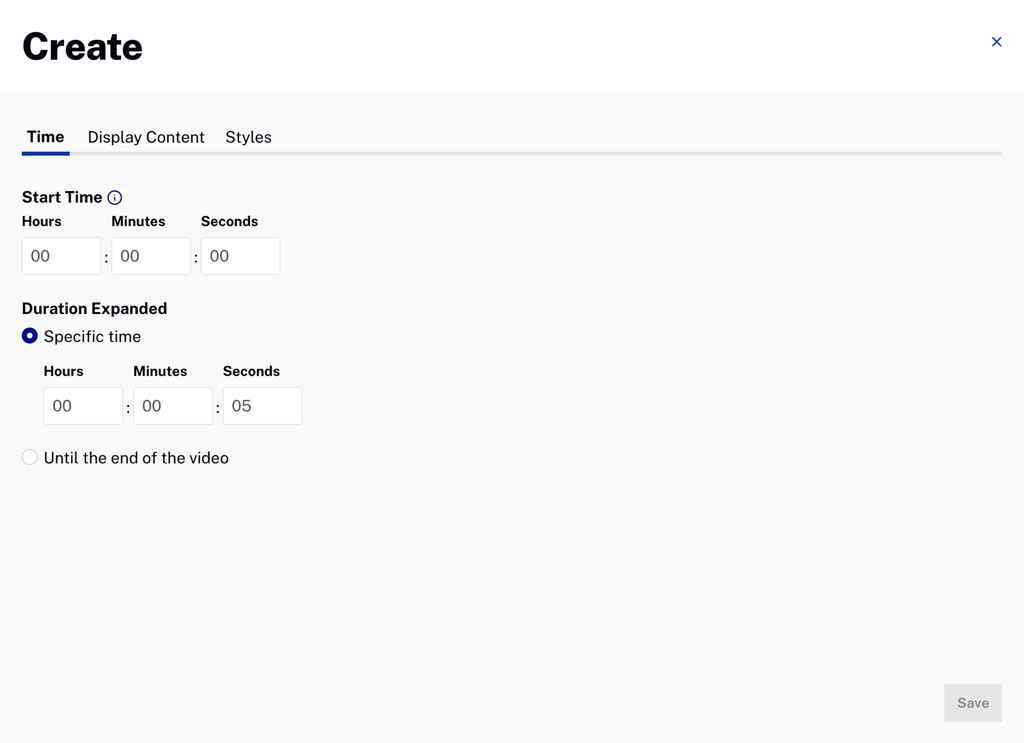 Create
Time Display Content Styles
Start Time
Hours Minutes Seconds
00 : 00 : 00
Duration Expanded
Specific time
Hours Minutes Seconds
00 : 00 : 05
Until the end of the video
Save